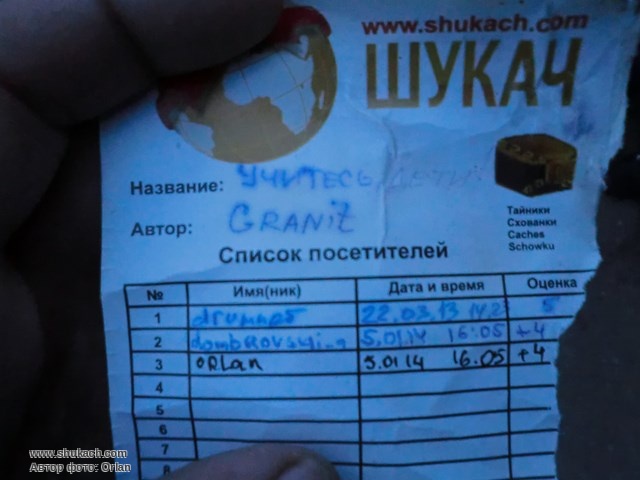 www.shukach.com
ШУКАЧ
Название: УЧИТЕСЬ, ДЕТИ
Автор: GRANiZ
Тайники
Схованки
Caches
Schowku
Список посетителей
№ Имя(ник) Дата и время Оценка
1 22.03.13 5
2 5.01.14 16:05 +4
3 ORLan 5.01 14 16.05 +4
4
5
6
7
8
www.shukach.com
Автор фото: Orlan